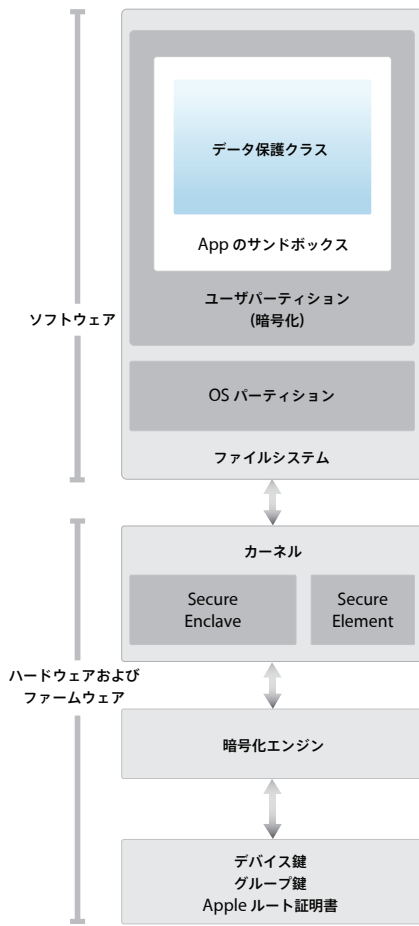 データ保護クラス
App のサンドボックス
ユーザパーティション
(暗号化)
ソフトウェア
OS パーティション
ファイルシステム
カーネル
Secure
Enclave
Secure
Element
ハードウェアおよび
ファームウェア
暗号化エンジン
デバイス鍵
グループ鍵
Apple ルート証明書